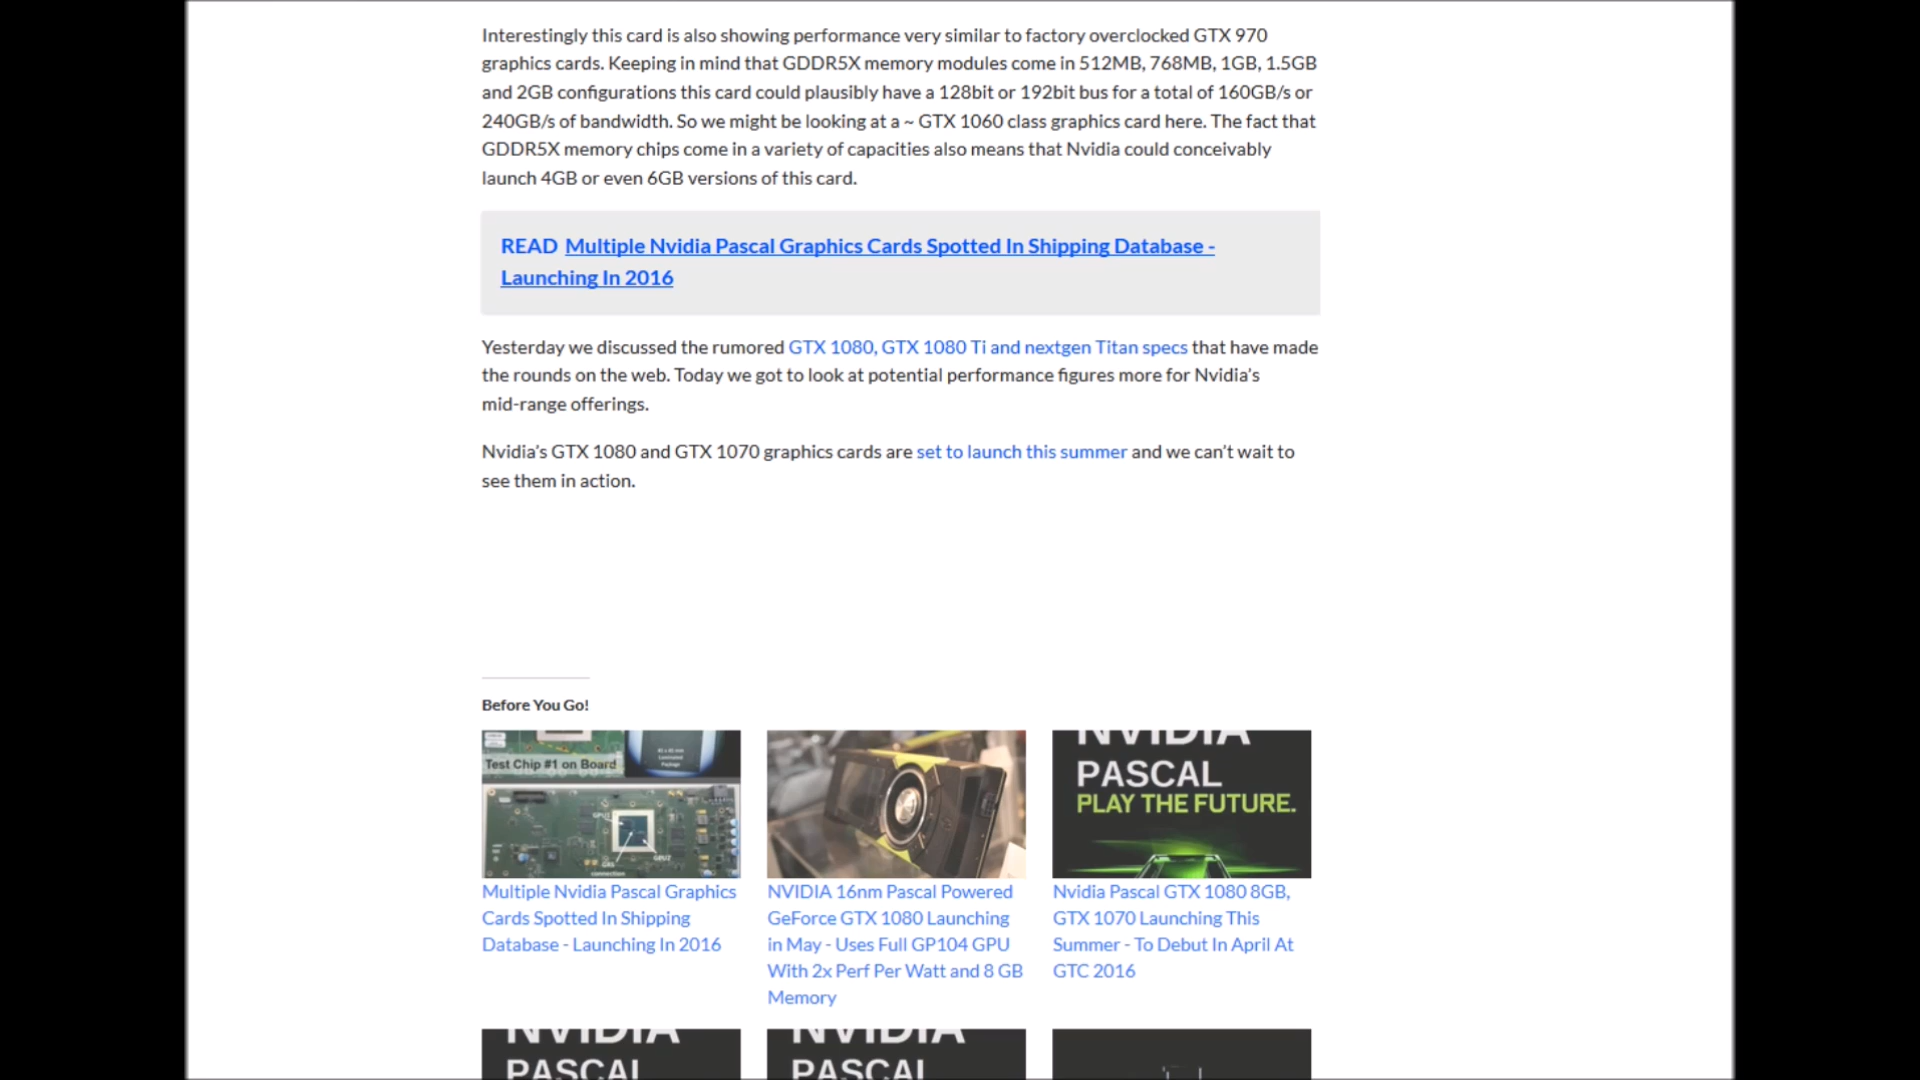 Interestingly this card is also showing performance very similar to factory overclocked GTX 970
graphics cards. Keeping in mind that GDDR5X memory modules come in 512MB, 768MB, 1GB, 1.5GB
and 2GB configurations this card could plausibly have a 128bit or 192bit bus for a total of 160GB/s or
240GB/s of bandwidth. So we might be looking at a ~ GTX 1060 class graphics card here. The fact that
GDDR5X memory chips come in a variety of capacities also means that Nvidia could conceivably
launch 4GB or even 6GB versions of this card.
READ Multiple Nvidia Pascal Graphics Cards Spotted In Shipping Database -
Launching In 2016
Yesterday we discussed the rumored GTX 1080, GTX 1080 Ti and nextgen Titan specs that have made
the rounds on the web. Today we got to look at potential performance figures more for Nvidia's
mid-range offerings.
Nvidia's GTX 1080 and GTX 1070 graphics cards are set to launch this summer and we can't wait to
see them in action.
Before You Go!
Test Chip #1 on Board
GPU2
connection
NVIDIA
PASCAL
PLAY THE FUTURE.
Multiple Nvidia Pascal Graphics
Cards Spotted In Shipping
Database - Launching In 2016
NVIDIA 16nm Pascal Powered
GeForce GTX 1080 Launching
in May - Uses Full GP104 GPU
With 2x Perf Per Watt and 8 GB
Memory
Nvidia Pascal GTX 1080 8GB,
GTX 1070 Launching This
Summer - To Debut In April At
GTC 2016
NVIDIA
PASCAL
NVIDIA
PASCAL